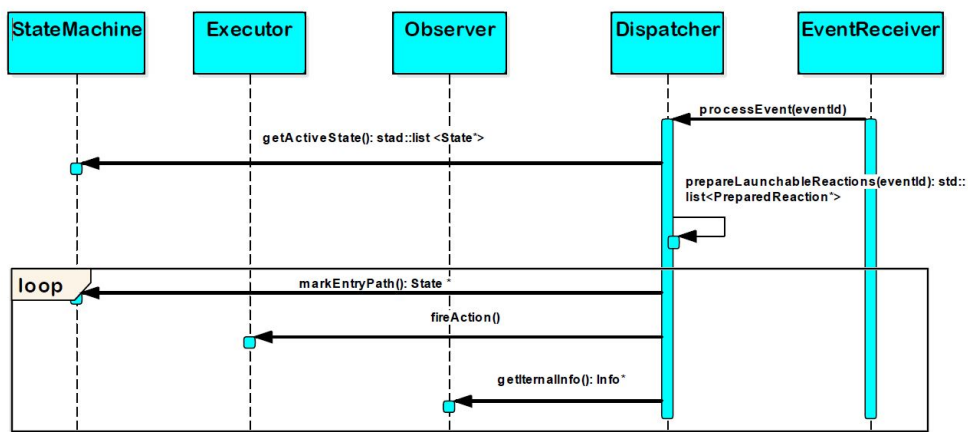 StateMachine
Executor
Observer
Dispatcher
EventReceiver
processEvent(eventId)
getActiveState(): stad::list <State*>
prepareLaunchableReactions(eventId): std::
list<PreparedReaction*>
loop
markEntryPath(): State *
fireAction()
getIternalInfo(): Info*